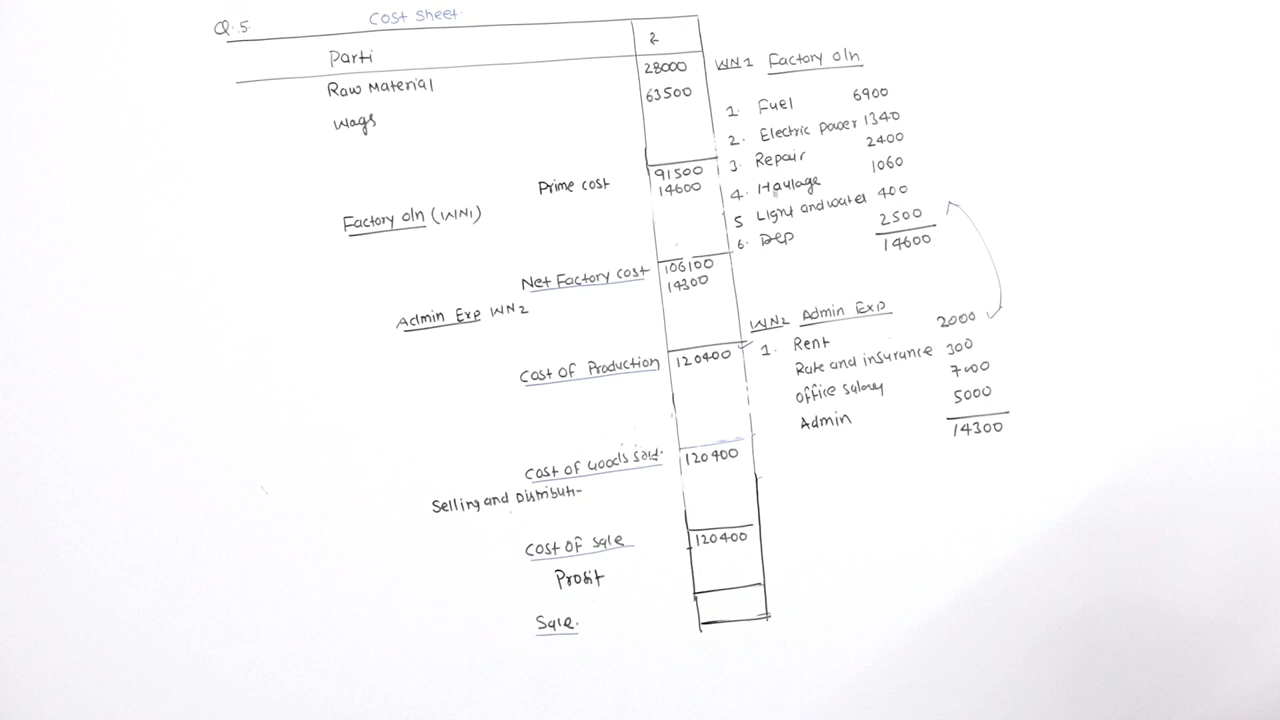 Q.5. Cost Sheet.
Parti ₹
Raw Material 28000
Wags 63500
Prime cost 91500
Factory oln (WN1) 14600
Net Factory cost 106100
Admin Exp WN2 14300
Cost of Production 120400
Cost of Goods Sold. 120400
Selling and Distributi-
Cost of Sale 120400
Profit
Sale.
WN1 Factory oln
1. Fuel 6900
2. Electric power 1340
3. Repair 2400
4. Haulage 1060
5 Light and water 400
6. Dep 2500
14600
WN2 Admin Exp
1. Rent 2000
Rate and insurance 300
office salary 7000
Admin 5000
14300